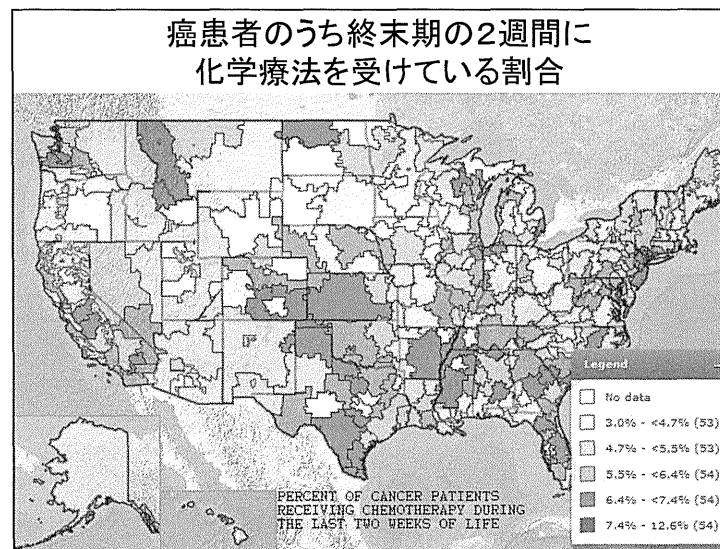 癌患者のうち終末期の2週間に
化学療法を受けている割合
Legend
No data
3.0% - <4.7% (53)
4.7% - <5.5% (53)
5.5% - <6.4% (54)
6.4% - <7.4% (54)
7.4% - 12.6% (54)
PERCENT OF CANCER PATIENTS
RECEIVING CHEMOTHERAPY DURING
THE LAST TWO WEEKS OF LIFE